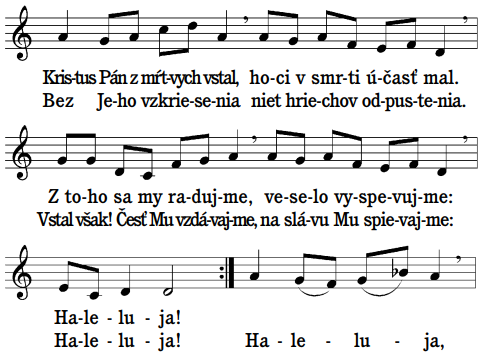 Kris-tus Pán z mŕt-vych vstal, ho-ci v smr-ti ú-časť mal.
Bez Je-ho vzkrie-se-nia niet hrie-chov od-pus-te-nia.
Z to-ho sa my ra-duj-me, ve-se-lo vy-spe-vuj-me:
Vstal však! Česť Mu vzdá-vaj-me, na slá-vu Mu spie-vaj-me:
Ha-le-lu-ja!
Ha-le-lu-ja! Ha-le-lu-ja,